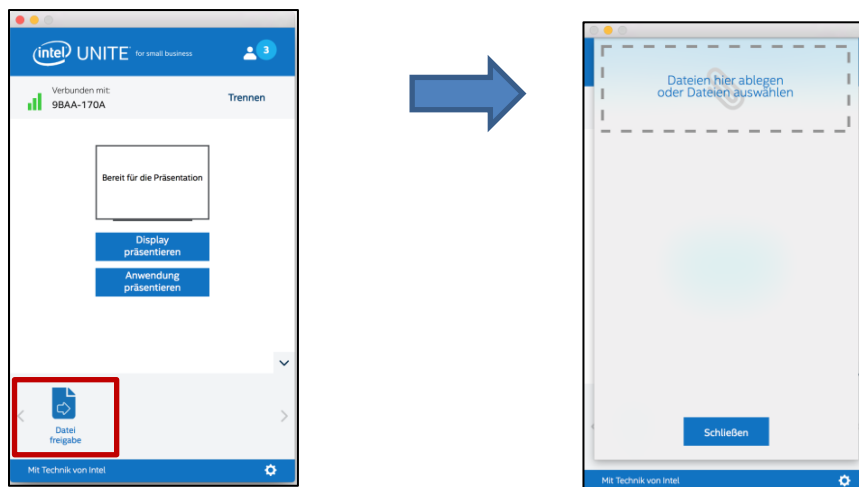 intel UNITE™ for small business
3
Verbunden mit:
9BAA-170A
Trennen
Bereit für die Präsentation
Display
präsentieren
Anwendung
präsentieren
Datei
freigabe
Mit Technik von Intel
Dateien hier ablegen
oder Dateien auswählen
Schließen
Mit Technik von Intel